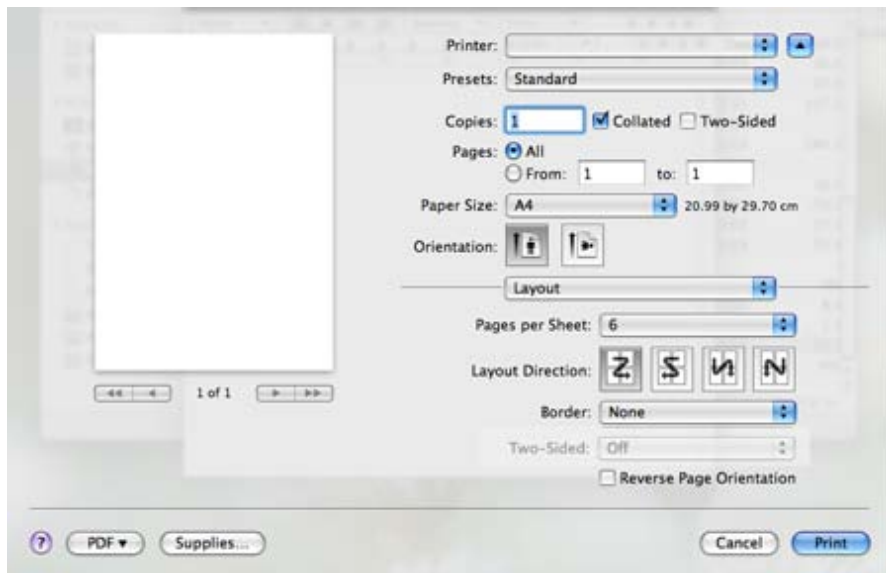 Printer:
Presets: Standard
Copies: 1 Collated Two-Sided
Pages: All
From: 1 to: 1
Paper Size: A4 20.99 by 29.70 cm
Orientation:
Layout
Pages per Sheet: 6
Layout Direction:
1 of 1
Border: None
Two-Sided: Off
Reverse Page Orientation
? PDF Supplies... Cancel Print